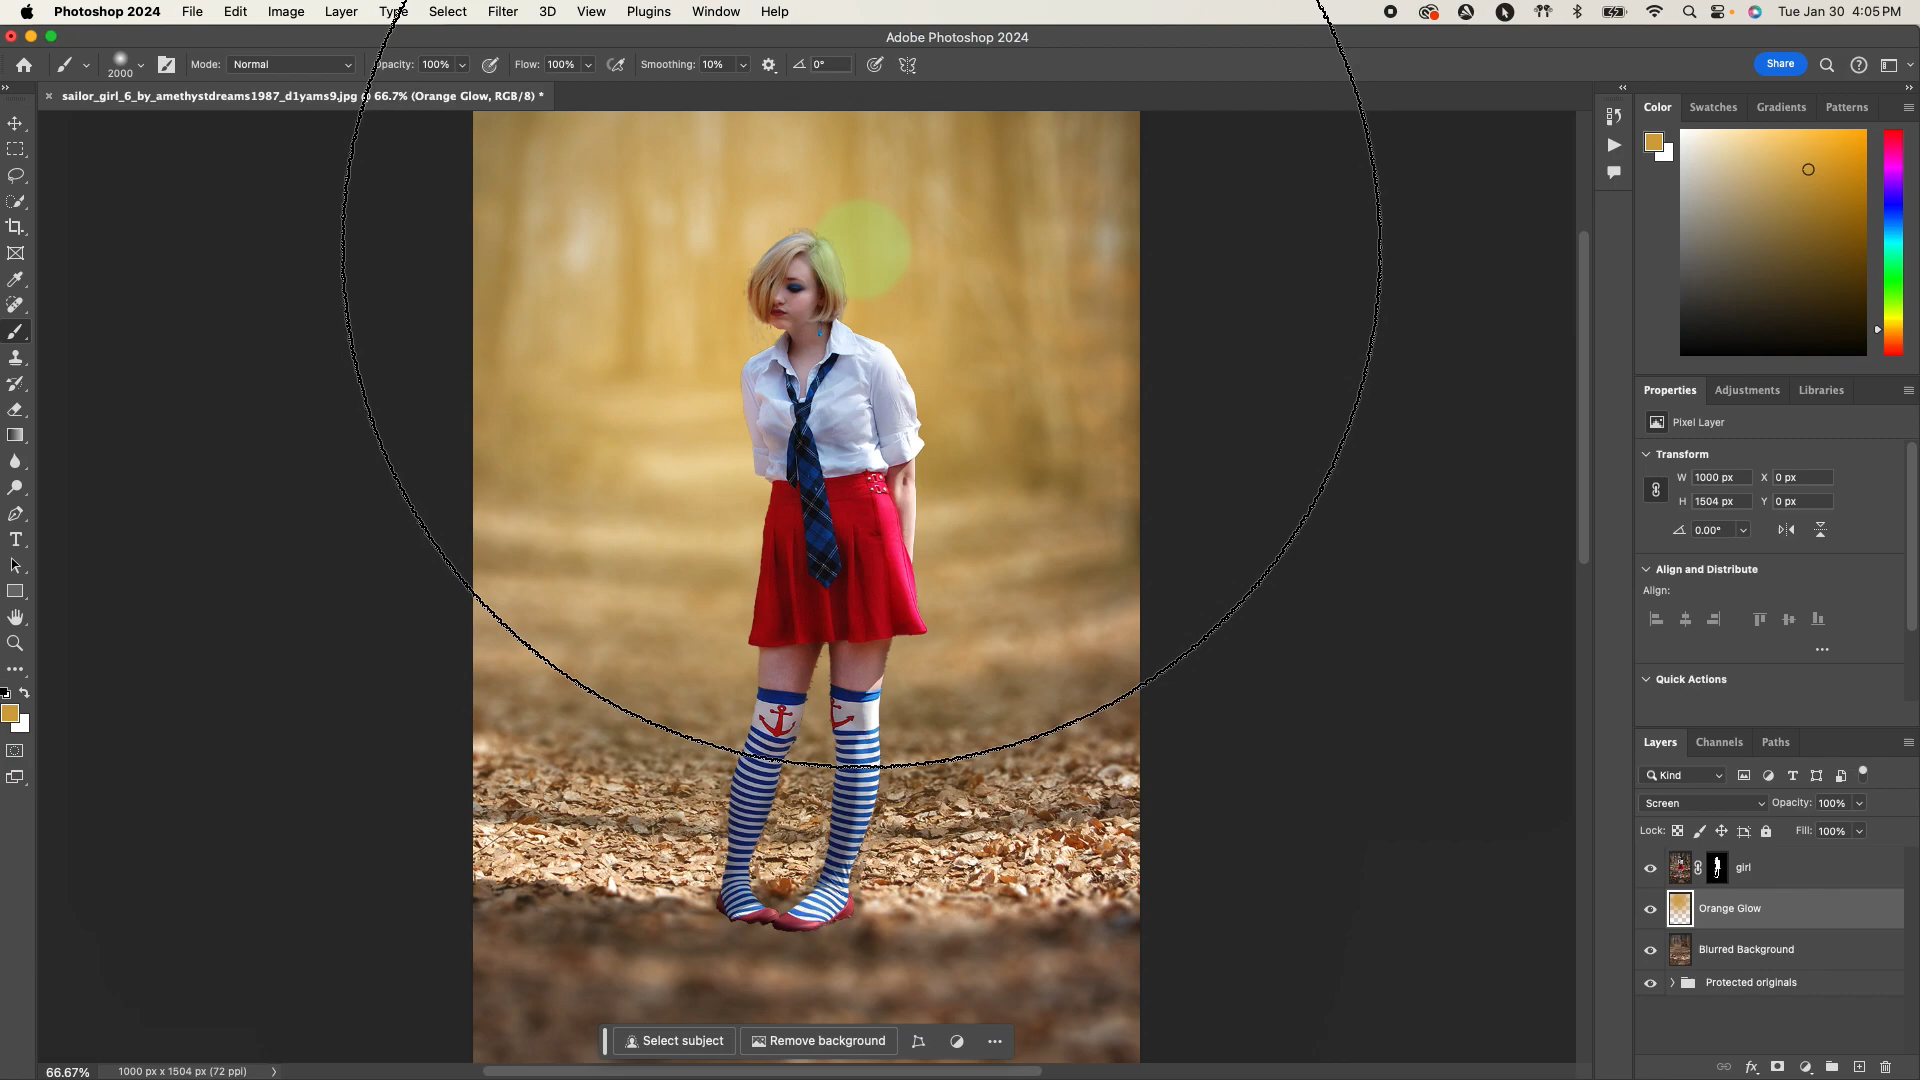 Photoshop 2024 File Edit Image Layer Type Select Filter 3D View Plugins Window Help Tue Jan 30 4:05 PM
Adobe Photoshop 2024
2000 Mode: Normal Opacity: 100% Flow: 100% Smoothing: 10% 0° Share
sailor_girl_6_by_amethystdreams1987_d1yams9.jpg @ 66.7% (Orange Glow, RGB/8) *
Color Swatches Gradients Patterns
Properties Adjustments Libraries
Pixel Layer
Transform
W 1000 px X 0 px
H 1504 px Y 0 px
0.00°
Align and Distribute
Align:
Quick Actions
Layers Channels Paths
Kind
Screen Opacity: 100%
Lock: Fill: 100%
girl
Orange Glow
Blurred Background
Protected originals
Select subject Remove background
66.67% 1000 px x 1504 px (72 ppi)